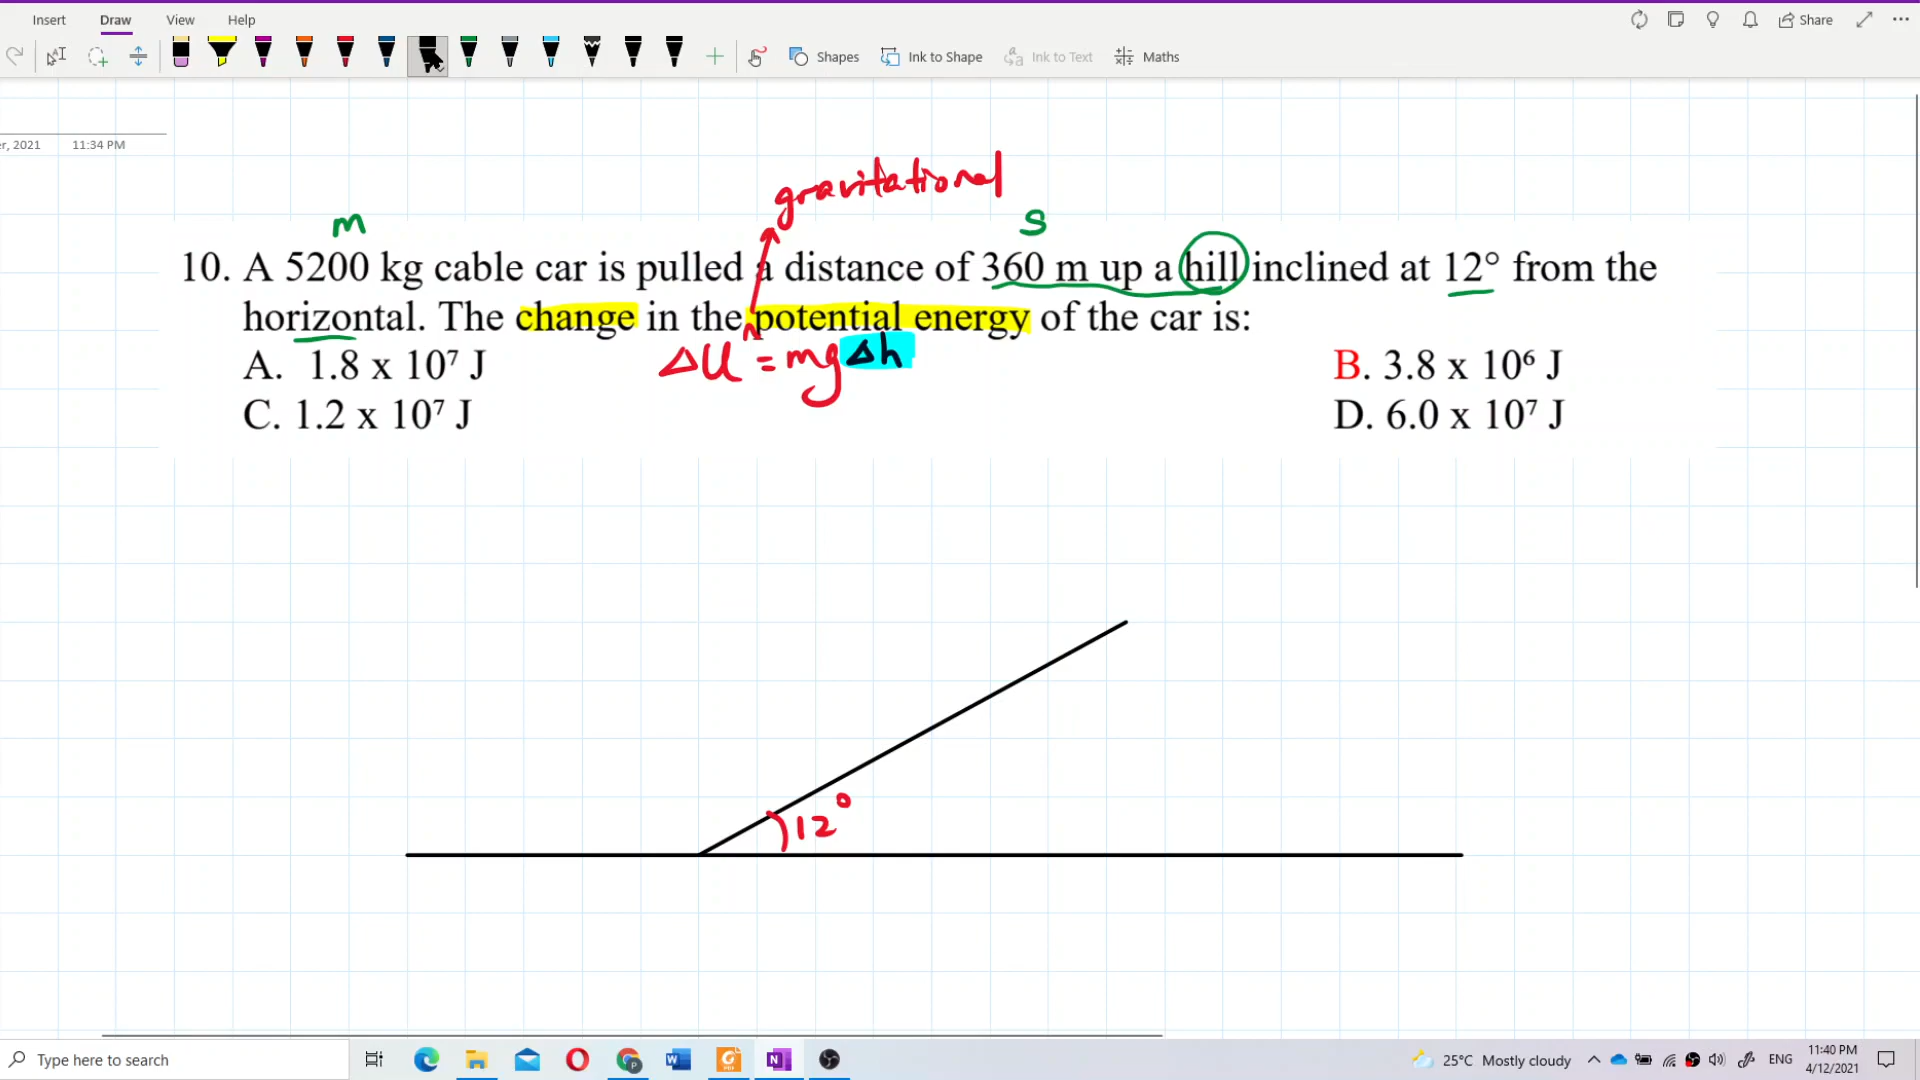 Insert Draw View Help
Share
Shapes Ink to Shape Ink to Text Maths
er, 2021 11:34 PM
gravitational
m s
10. A 5200 kg cable car is pulled a distance of 360 m up a hill inclined at 12° from the
horizontal. The change in the potential energy of the car is:
ΔU = mgΔh
A. 1.8 x 10⁷ J B. 3.8 x 10⁶ J
C. 1.2 x 10⁷ J D. 6.0 x 10⁷ J
12°
Type here to search
25°C Mostly cloudy ENG 11:40 PM
4/12/2021